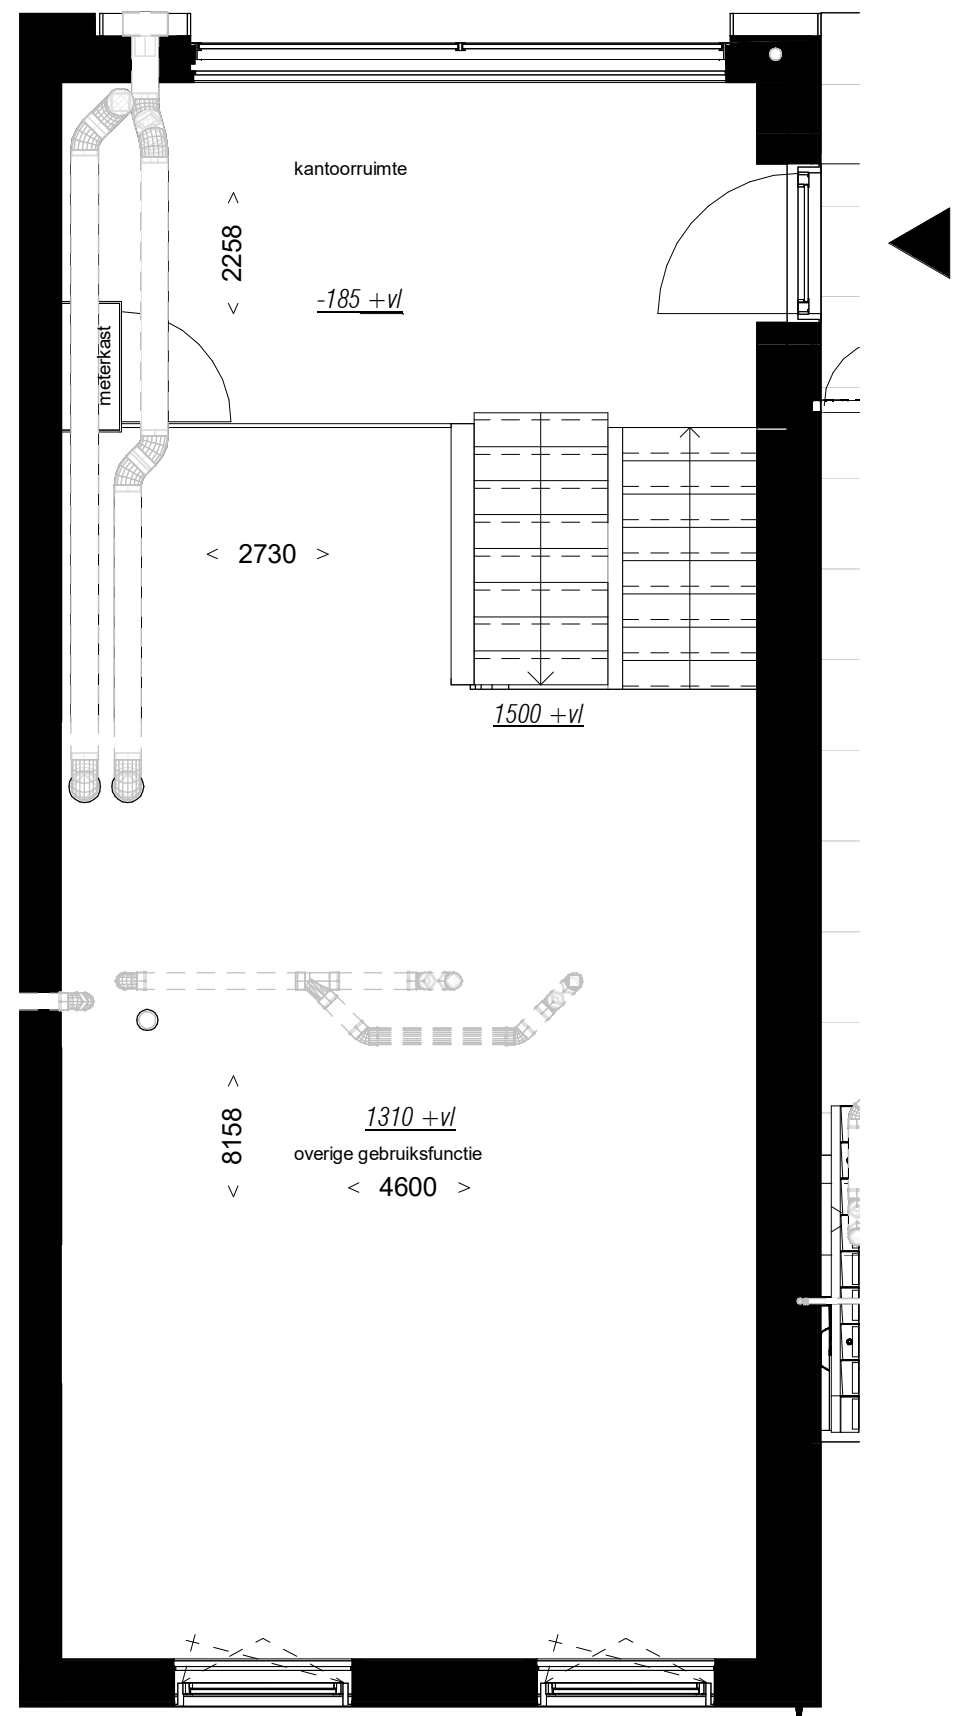 kantoorruimte
2258
-185 +vl
meterkast
2730
1500 +vl
1310 +vl
8158
overige gebruiksfunctie
4600